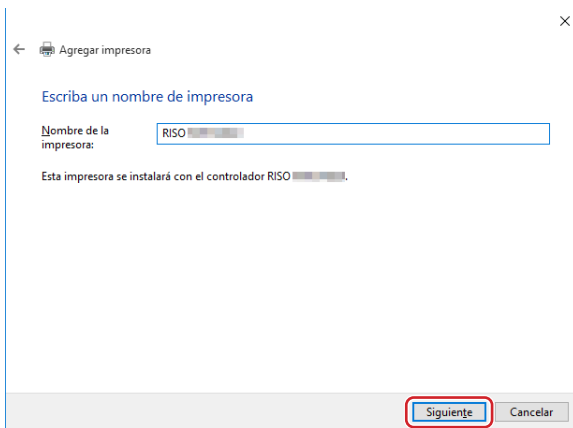 Agregar impresora
Escriba un nombre de impresora
Nombre de la
impresora:
RISO
Esta impresora se instalará con el controlador RISO .
Siguiente
Cancelar